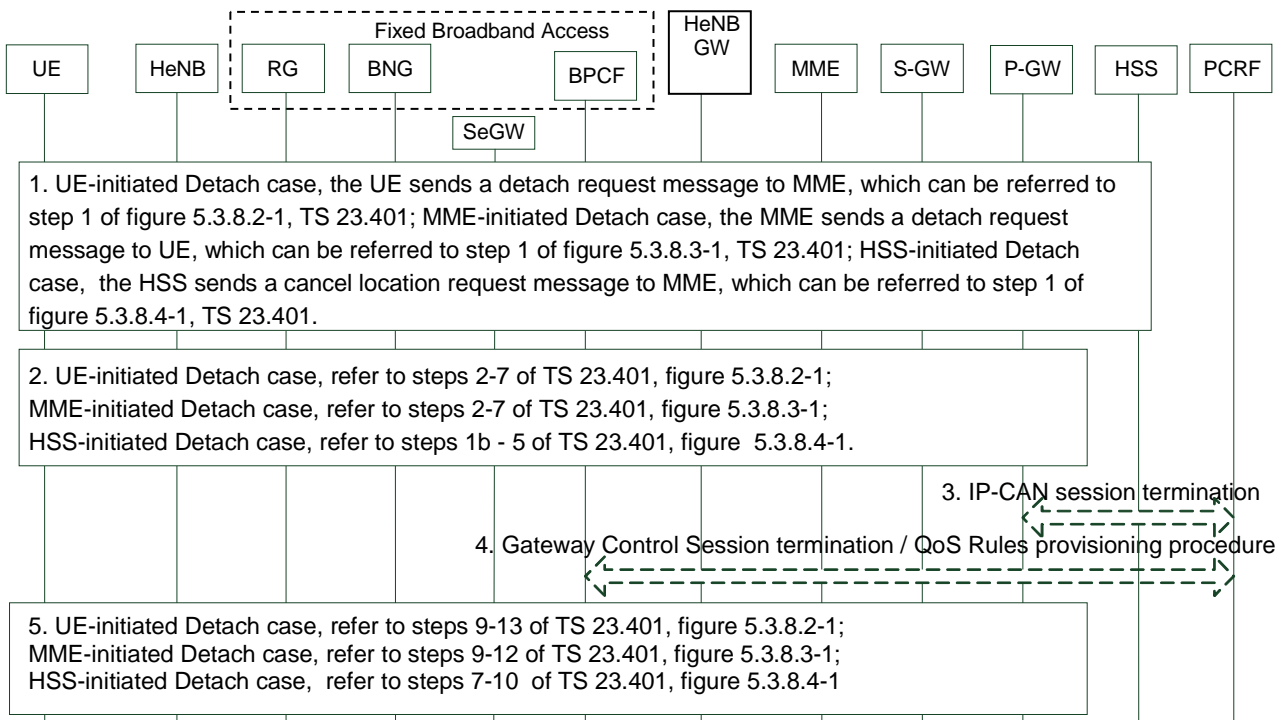 Fixed Broadband Access
HeNB
GW
UE
HeNB
RG
BNG
BPCF
MME
S-GW
P-GW
HSS
PCRF
SeGW
1. UE-initiated Detach case, the UE sends a detach request message to MME, which can be referred to
step 1 of figure 5.3.8.2-1, TS 23.401; MME-initiated Detach case, the MME sends a detach request
message to UE, which can be referred to step 1 of figure 5.3.8.3-1, TS 23.401; HSS-initiated Detach
case, the HSS sends a cancel location request message to MME, which can be referred to step 1 of
figure 5.3.8.4-1, TS 23.401.
2. UE-initiated Detach case, refer to steps 2-7 of TS 23.401, figure 5.3.8.2-1;
MME-initiated Detach case, refer to steps 2-7 of TS 23.401, figure 5.3.8.3-1;
HSS-initiated Detach case, refer to steps 1b - 5 of TS 23.401, figure 5.3.8.4-1.
3. IP-CAN session termination
4. Gateway Control Session termination / QoS Rules provisioning procedure
5. UE-initiated Detach case, refer to steps 9-13 of TS 23.401, figure 5.3.8.2-1;
MME-initiated Detach case, refer to steps 9-12 of TS 23.401, figure 5.3.8.3-1;
HSS-initiated Detach case, refer to steps 7-10 of TS 23.401, figure 5.3.8.4-1